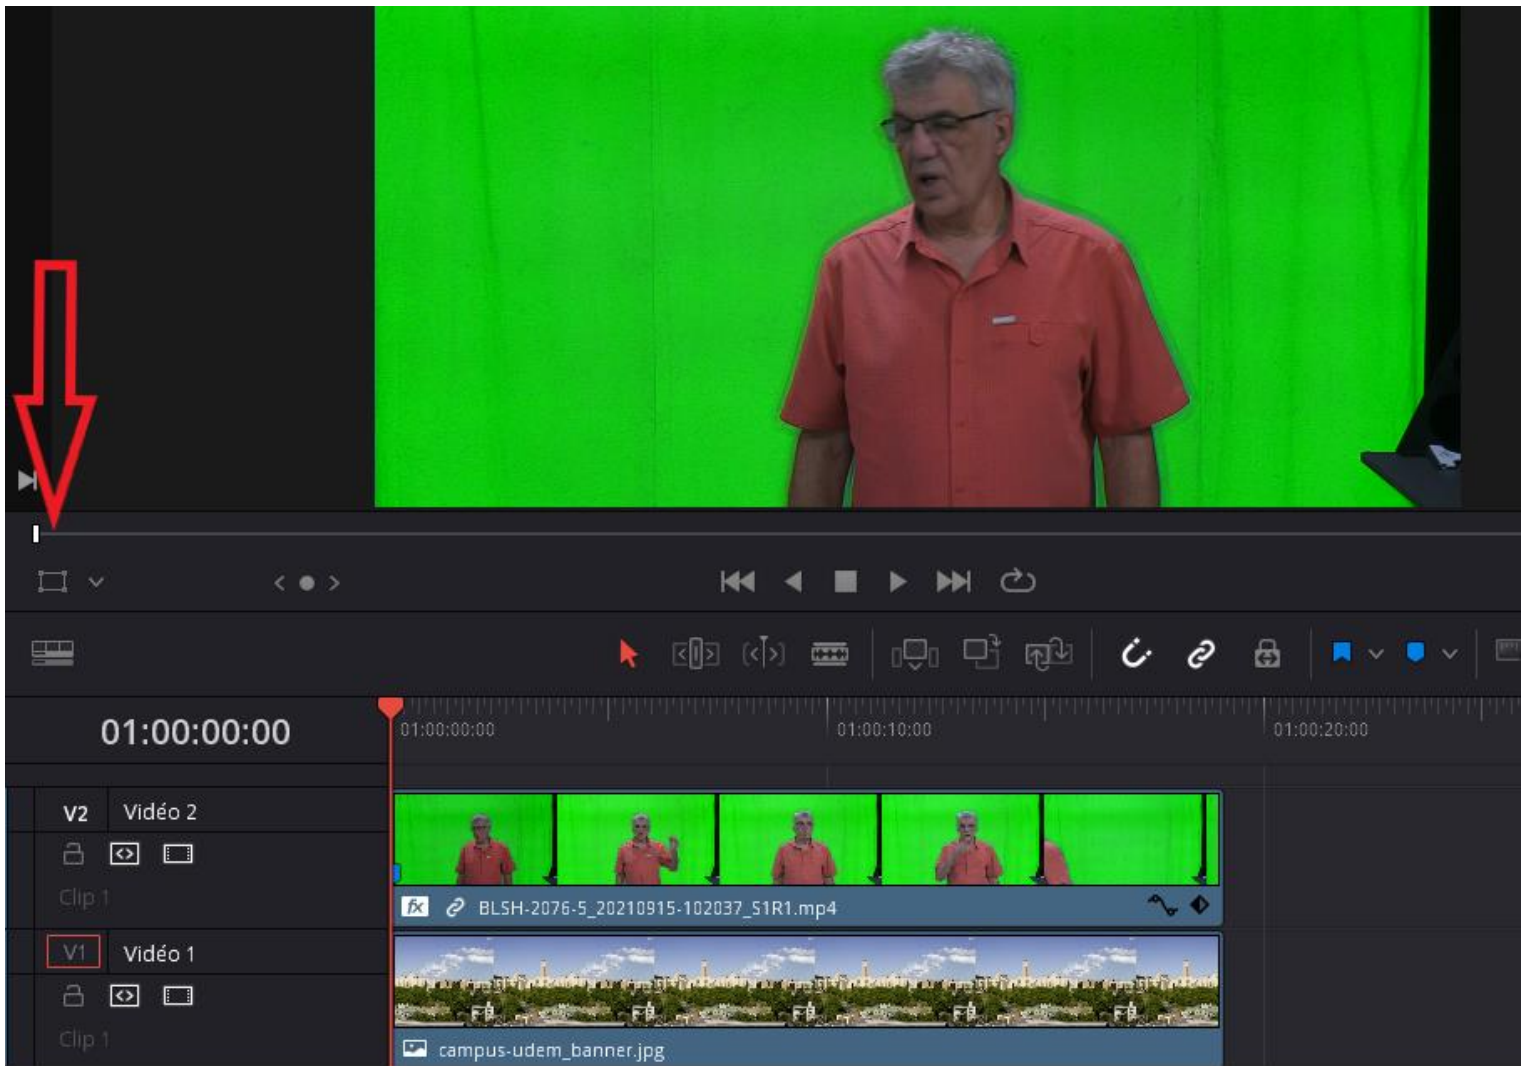 01:00:00:00
01:00:00:00
01:00:10:00
01:00:20:00
V2 Vidéo 2
Clip 1
fx BLSH-2076-5_20210915-102037_S1R1.mp4
V1 Vidéo 1
Clip 1
campus-udem_banner.jpg